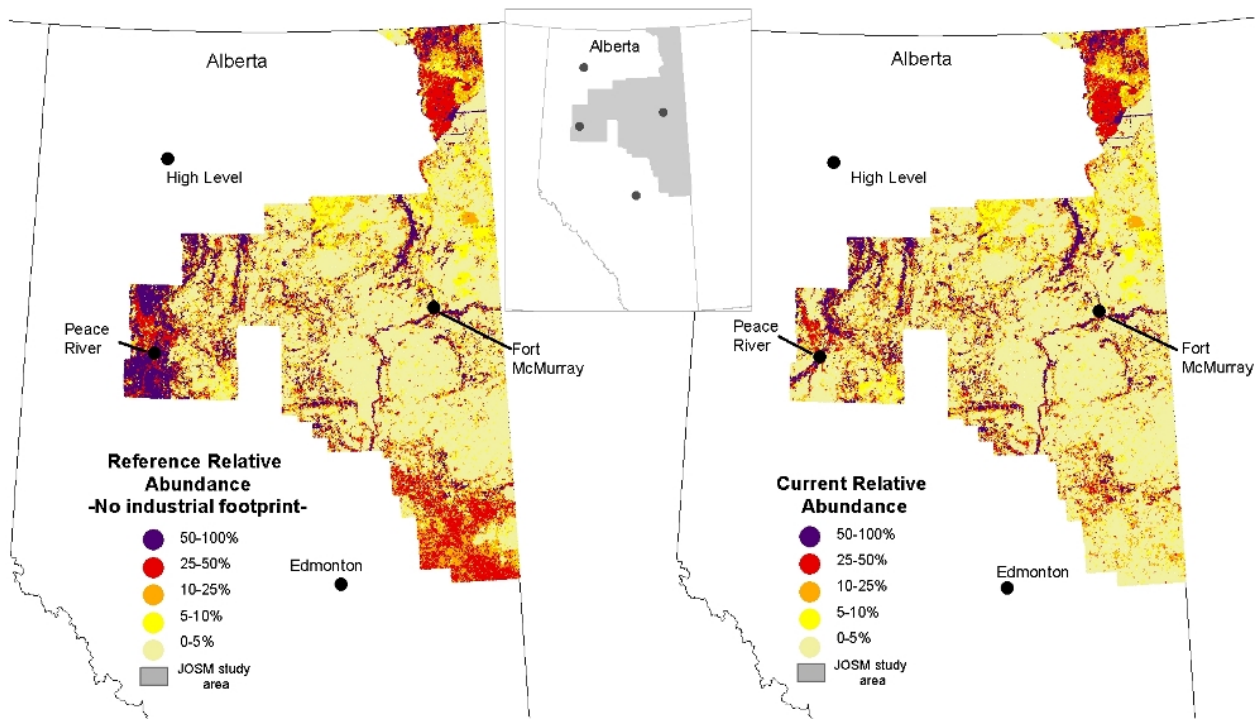 Alberta
High Level
Peace
River
Fort
McMurray
Edmonton
Reference Relative
Abundance
-No industrial footprint-
50-100%
25-50%
10-25%
5-10%
0-5%
JOSM study
area
Alberta
Alberta
High Level
Peace
River
Fort
McMurray
Edmonton
Current Relative
Abundance
50-100%
25-50%
10-25%
5-10%
0-5%
JOSM study
area